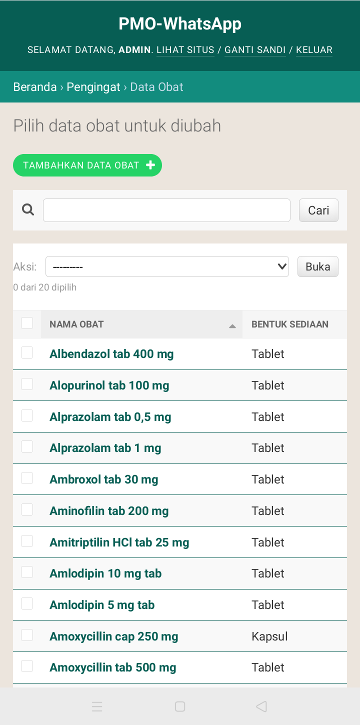 PMO-WhatsApp
SELAMAT DATANG, ADMIN. LIHAT SITUS / GANTI SANDI / KELUAR
Beranda › Pengingat › Data Obat
Pilih data obat untuk diubah
TAMBAHKAN DATA OBAT +
Cari
Aksi: --------- Buka
0 dari 20 dipilih
NAMA OBAT BENTUK SEDIAAN
Albendazol tab 400 mg Tablet
Alopurinol tab 100 mg Tablet
Alprazolam tab 0,5 mg Tablet
Alprazolam tab 1 mg Tablet
Ambroxol tab 30 mg Tablet
Aminofilin tab 200 mg Tablet
Amitriptilin HCl tab 25 mg Tablet
Amlodipin 10 mg tab Tablet
Amlodipin 5 mg tab Tablet
Amoxycillin cap 250 mg Kapsul
Amoxycillin tab 500 mg Tablet